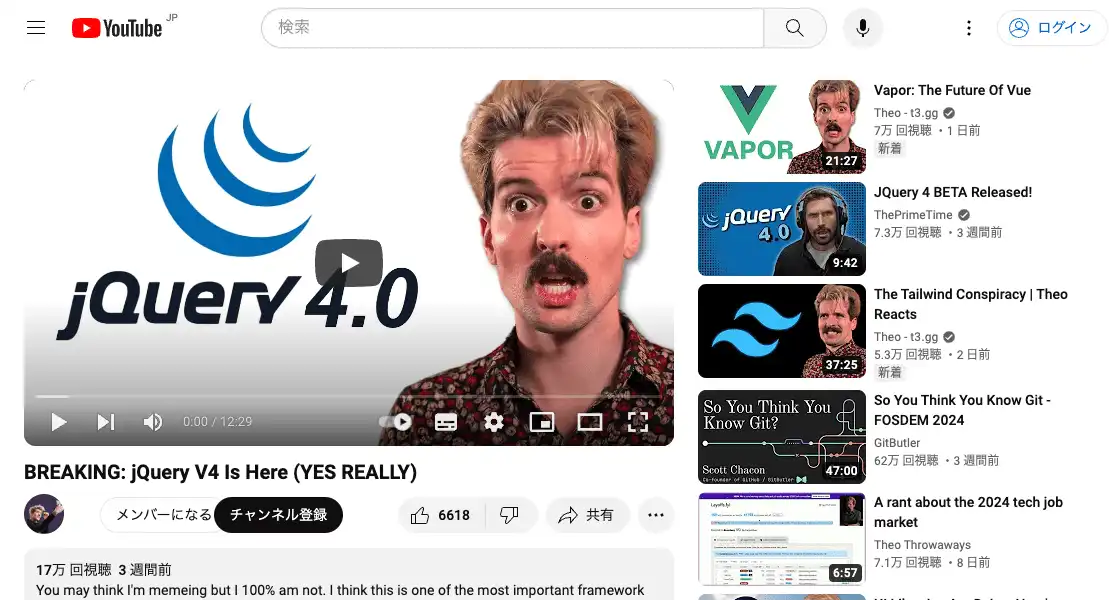 YouTube JP
検索
ログイン
jQuery 4.0
0:00 / 12:29
BREAKING: jQuery V4 Is Here (YES REALLY)
メンバーになる
チャンネル登録
6618
共有
17万 回視聴 3 週間前
You may think I'm memeing but I 100% am not. I think this is one of the most important framework
VAPOR
21:27
Vapor: The Future Of Vue
Theo - t3.gg
7万 回視聴 ・1 日前
新着
jQuery
4.0
9:42
JQuery 4 BETA Released!
ThePrimeTime
7.3万 回視聴 ・3 週間前
37:25
The Tailwind Conspiracy | Theo
Reacts
Theo - t3.gg
5.3万 回視聴 ・2 日前
新着
So You Think You
Know Git?
Scott Chacon
Co-founder of GitHub / GitButler
47:00
So You Think You Know Git -
FOSDEM 2024
GitButler
62万 回視聴 ・3 週間前
Layoffs.fyi
6:57
A rant about the 2024 tech job
market
Theo Throwaways
7.1万 回視聴 ・8 日前